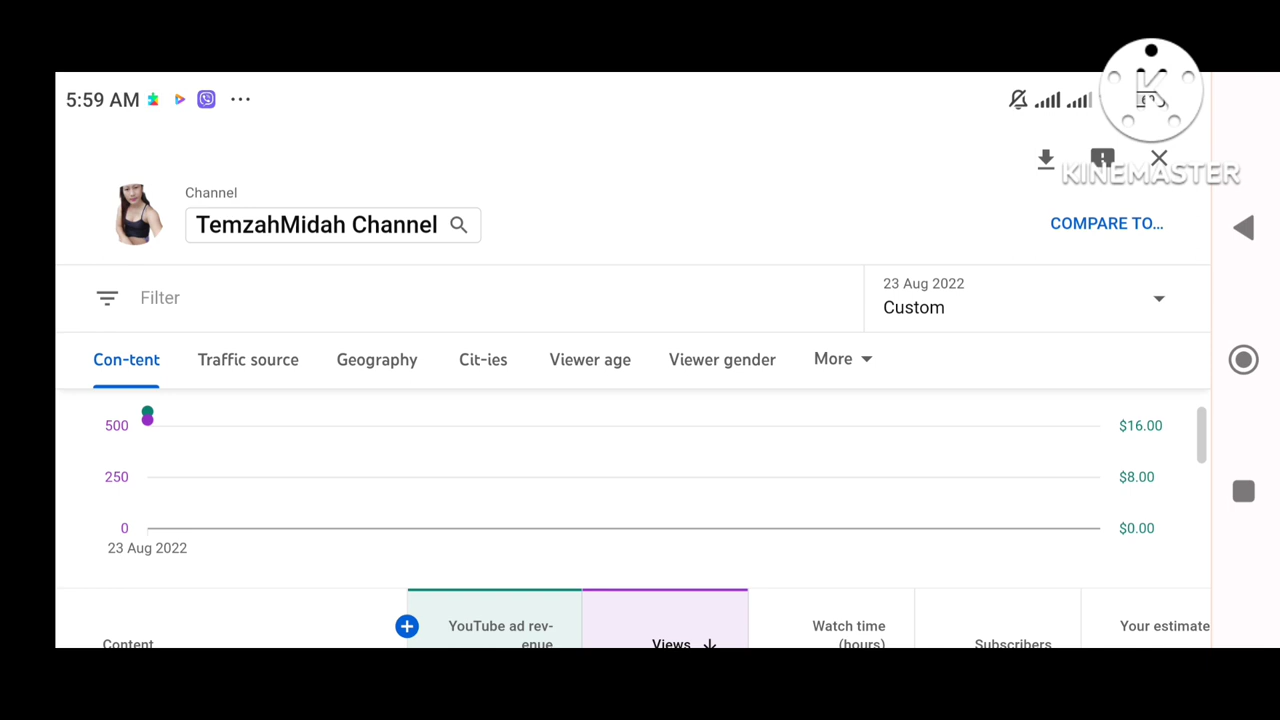 5:59 AM
KINEMASTER
Channel
TemzahMidah Channel
COMPARE TO...
Filter
23 Aug 2022
Custom
Con-tent
Traffic source
Geography
Cit-ies
Viewer age
Viewer gender
More
500
$16.00
250
$8.00
0
$0.00
23 Aug 2022
YouTube ad rev-
enue
Views
Watch time
(hours)
Subscribers
Your estimate
Content